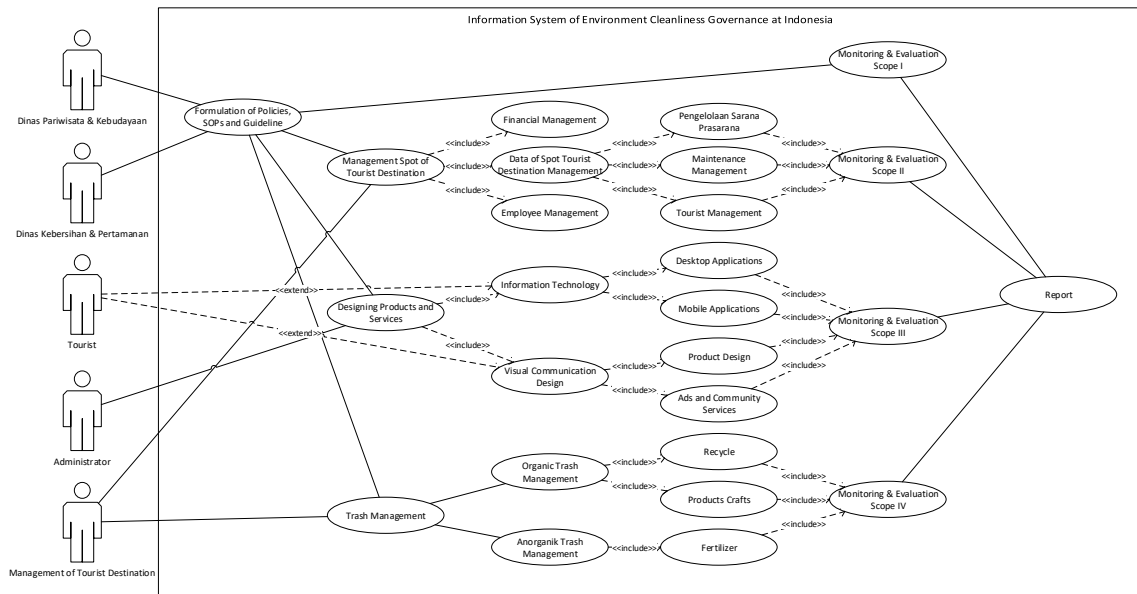 Information System of Environment Cleanliness Governance at Indonesia
Dinas Pariwisata & Kebudayaan
Dinas Kebersihan & Pertamanan
Tourist
Administrator
Management of Tourist Destination
Formulation of Policies,
SOPs and Guideline
Management Spot of
Tourist Destination
<<include>>
<<include>>
<<include>>
Financial Management
Data of Spot Tourist
Destination Management
Employee Management
<<include>>
<<include>>
<<include>>
Pengelolaan Sarana
Prasarana
Maintenance
Management
Tourist Management
<<include>>
<<include>>
<<include>>
Monitoring & Evaluation
Scope I
Monitoring & Evaluation
Scope II
<<extend>>
<<extend>>
Designing Products and
Services
<<include>>
<<include>>
Information Technology
Visual Communication
Design
<<include>>
<<include>>
<<include>>
<<include>>
Desktop Applications
Mobile Applications
Product Design
Ads and Community
Services
<<include>>
<<include>>
<<include>>
<<include>>
Monitoring & Evaluation
Scope III
Report
Trash Management
Organic Trash
Management
Anorganik Trash
Management
<<include>>
<<include>>
<<include>>
Recycle
Products Crafts
Fertilizer
<<include>>
<<include>>
<<include>>
Monitoring & Evaluation
Scope IV